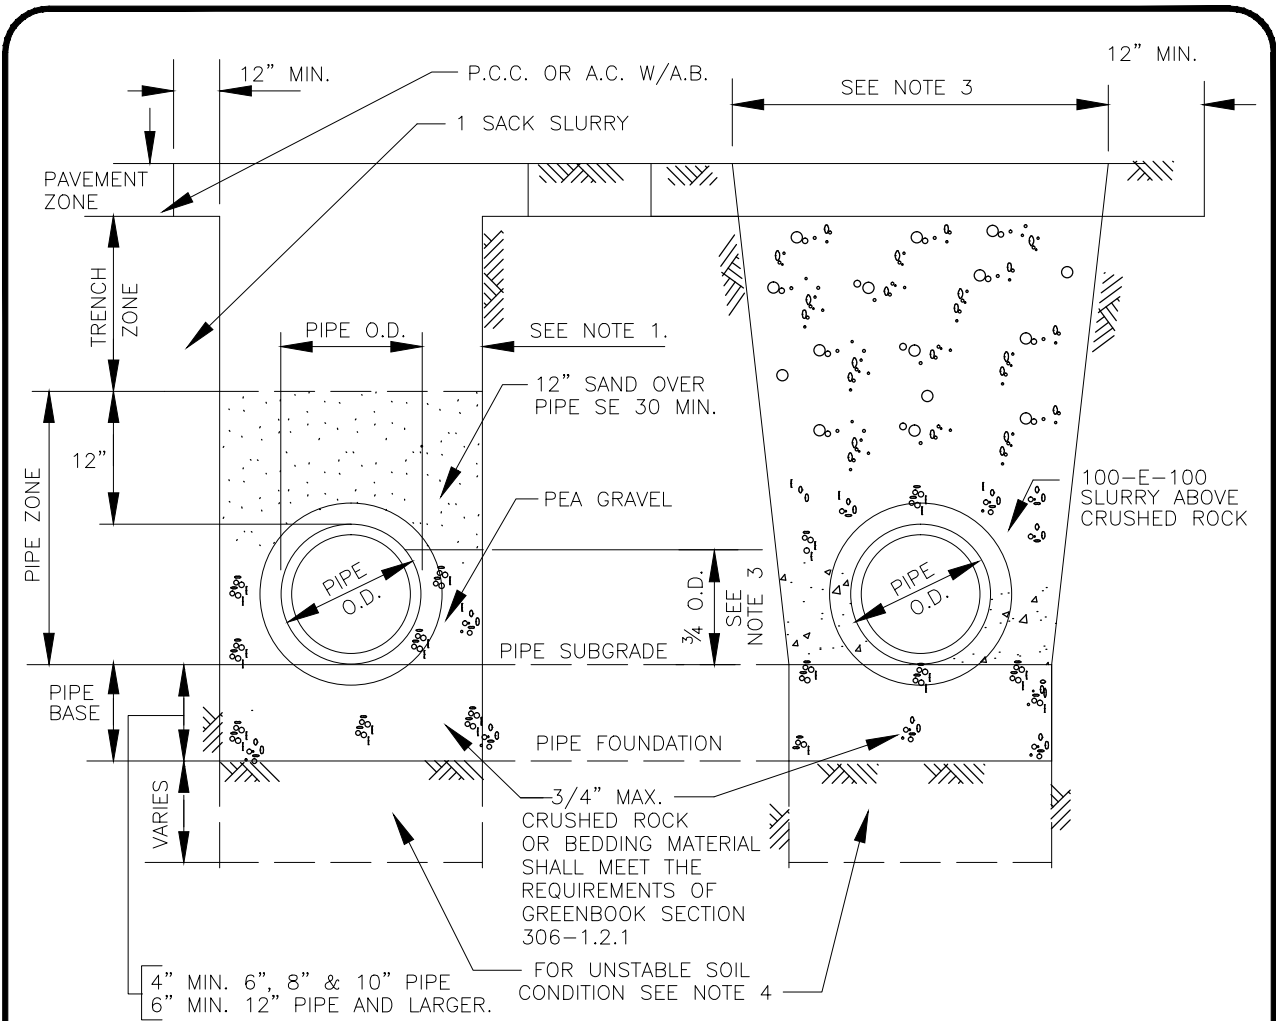 12" MIN.
P.C.C. OR A.C. W/A.B.
SEE NOTE 3
12" MIN.
1 SACK SLURRY
PAVEMENT
ZONE
TRENCH
ZONE
PIPE O.D.
SEE NOTE 1.
12" SAND OVER
PIPE SE 30 MIN.
12"
PIPE ZONE
PEA GRAVEL
100-E-100
SLURRY ABOVE
CRUSHED ROCK
PIPE
O.D.
3/4 O.D.
SEE
NOTE 3
PIPE
O.D.
PIPE SUBGRADE
PIPE
BASE
PIPE FOUNDATION
VARIES
3/4" MAX.
CRUSHED ROCK
OR BEDDING MATERIAL
SHALL MEET THE
REQUIREMENTS OF
GREENBOOK SECTION
306-1.2.1
FOR UNSTABLE SOIL
CONDITION SEE NOTE 4
4" MIN. 6", 8" & 10" PIPE
6" MIN. 12" PIPE AND LARGER.